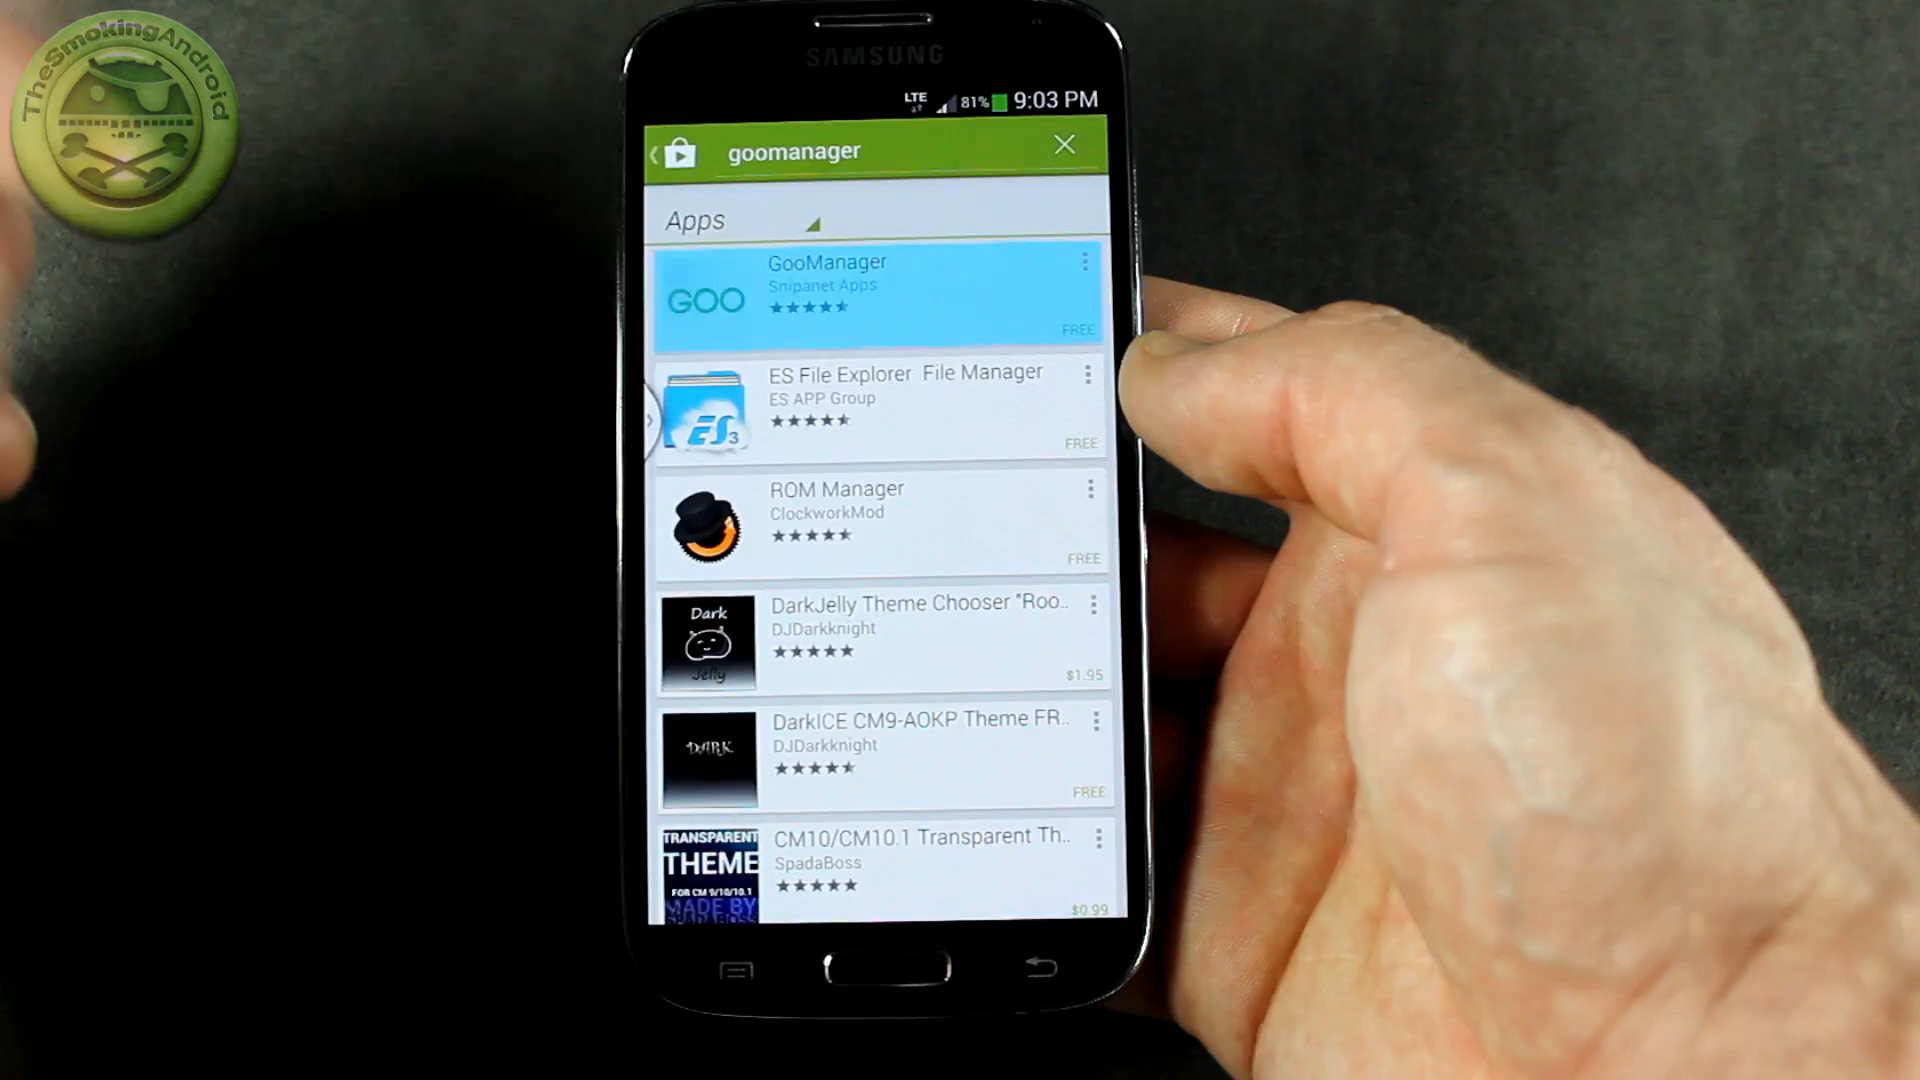 TheSmokingAndroid
SAMSUNG
LTE 81% 9:03 PM
goomanager
Apps
GooManager
Snipanet Apps
GOO
FREE
ES File Explorer File Manager
ES APP Group
ES3
FREE
ROM Manager
ClockworkMod
FREE
DarkJelly Theme Chooser "Roo..
DJDarkknight
Dark
Jelly
$1.95
DarkICE CM9-AOKP Theme FR..
DJDarkknight
DARK
FREE
CM10/CM10.1 Transparent Th..
SpadaBoss
TRANSPARENT
THEME
FOR CM 9/10/10.1
MADE BY
SPADABOSS
$0.99